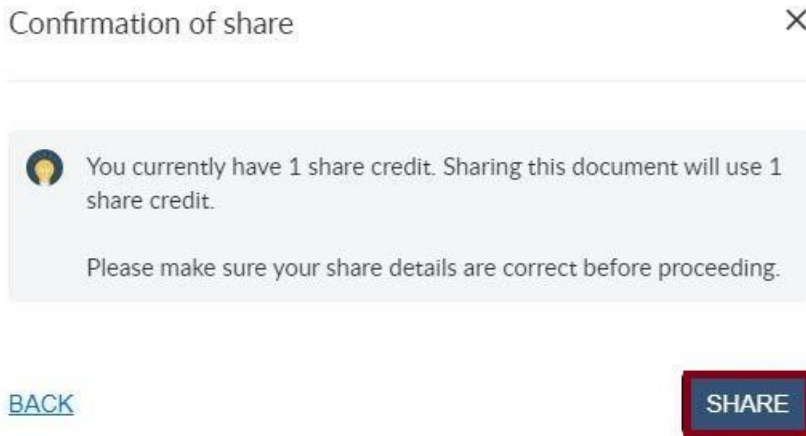 Confirmation of share
You currently have 1 share credit. Sharing this document will use 1
share credit.
Please make sure your share details are correct before proceeding.
BACK
SHARE